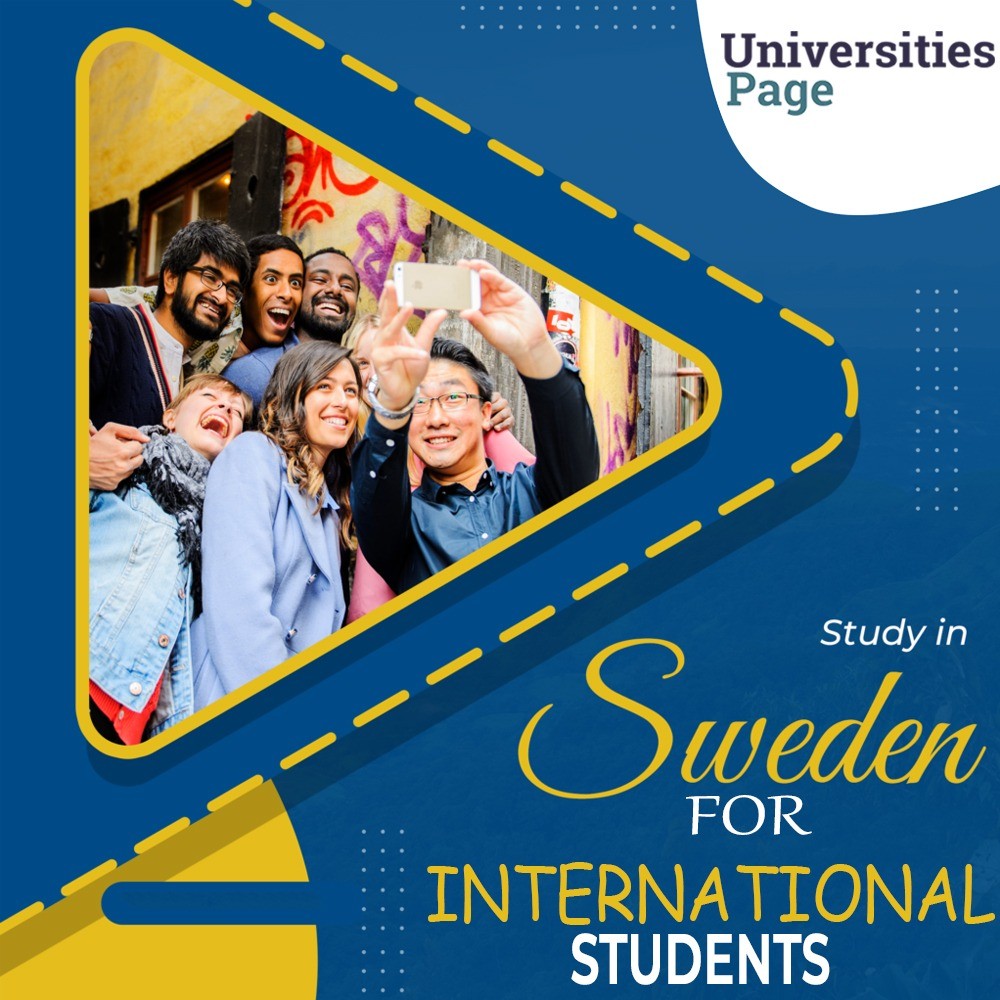 Universities
Page
Study in
Sweden
FOR
INTERNATIONAL
STUDENTS